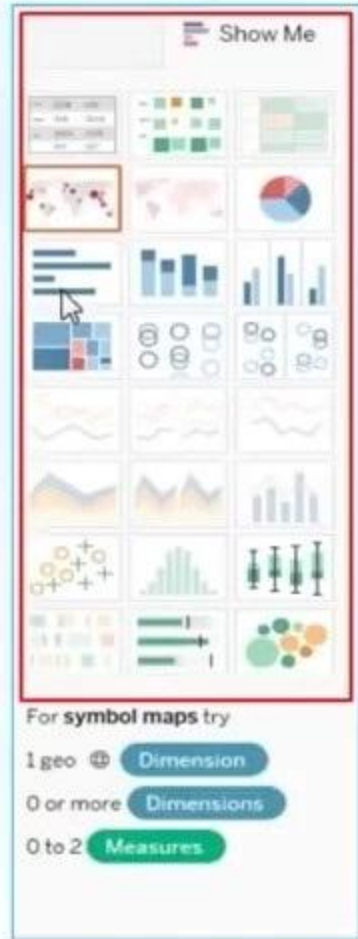 Show Me
For symbol maps try
1 geo Dimension
0 or more Dimensions
0 to 2 Measures